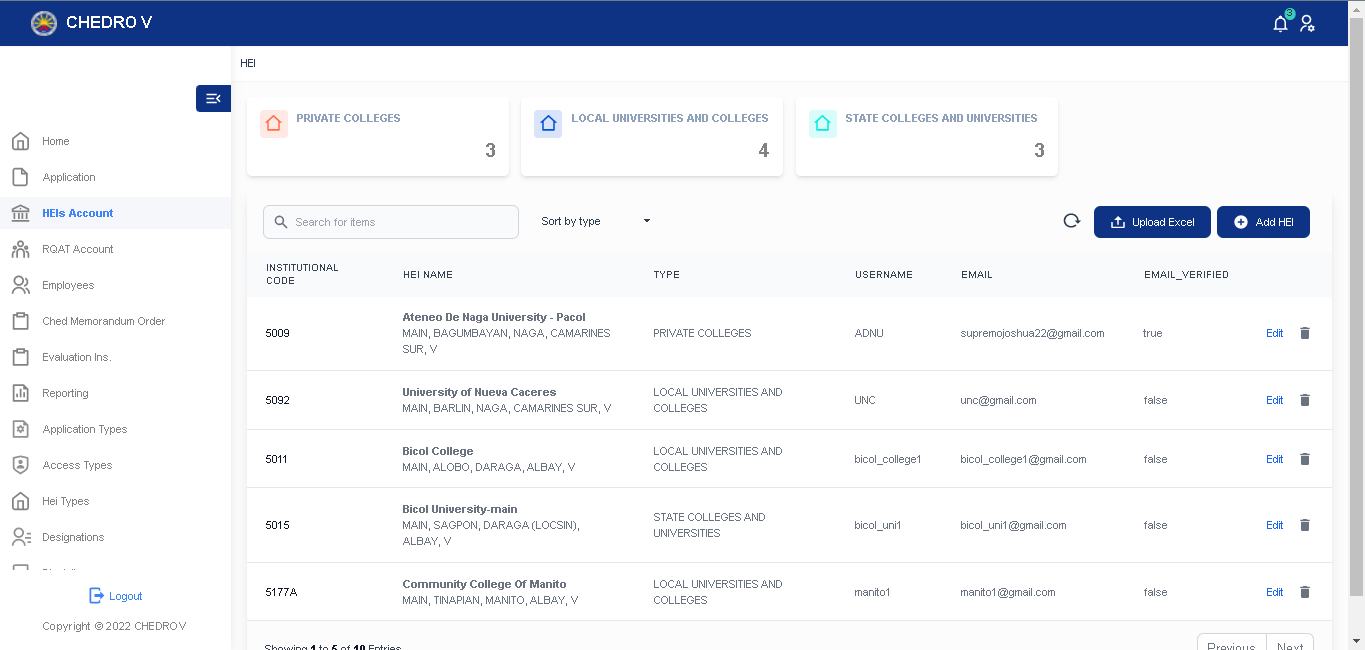 CHEDRO V
3
HEI
Home
Application
HEIs Account
RQAT Account
Employees
Ched Memorandum Order
Evaluation Ins.
Reporting
Application Types
Access Types
Hei Types
Designations
Logout
Copyright © 2022 CHEDROV
PRIVATE COLLEGES
3
LOCAL UNIVERSITIES AND COLLEGES
4
STATE COLLEGES AND UNIVERSITIES
3
Search for items
Sort by type
Upload Excel
Add HEI
INSTITUTIONAL
CODE
HEI NAME
TYPE
USERNAME
EMAIL
EMAIL_VERIFIED
5009
Ateneo De Naga University - Pacol
MAIN, BAGUMBAYAN, NAGA, CAMARINES
SUR, V
PRIVATE COLLEGES
ADNU
supremojoshua22@gmail.com
true
Edit
5092
University of Nueva Caceres
MAIN, BARLIN, NAGA, CAMARINES SUR, V
LOCAL UNIVERSITIES AND
COLLEGES
UNC
unc@gmail.com
false
Edit
5011
Bicol College
MAIN, ALOBO, DARAGA, ALBAY, V
LOCAL UNIVERSITIES AND
COLLEGES
bicol_college1
bicol_college1@gmail.com
false
Edit
5015
Bicol University-main
MAIN, SAGPON, DARAGA (LOCSIN),
ALBAY, V
STATE COLLEGES AND
UNIVERSITIES
bicol_uni1
bicol_uni1@gmail.com
false
Edit
5177A
Community College Of Manito
MAIN, TINAPIAN, MANITO, ALBAY, V
LOCAL UNIVERSITIES AND
COLLEGES
manito1
manito1@gmail.com
false
Edit
Showing 1 to 5 of 10 Entries
Previous
Next